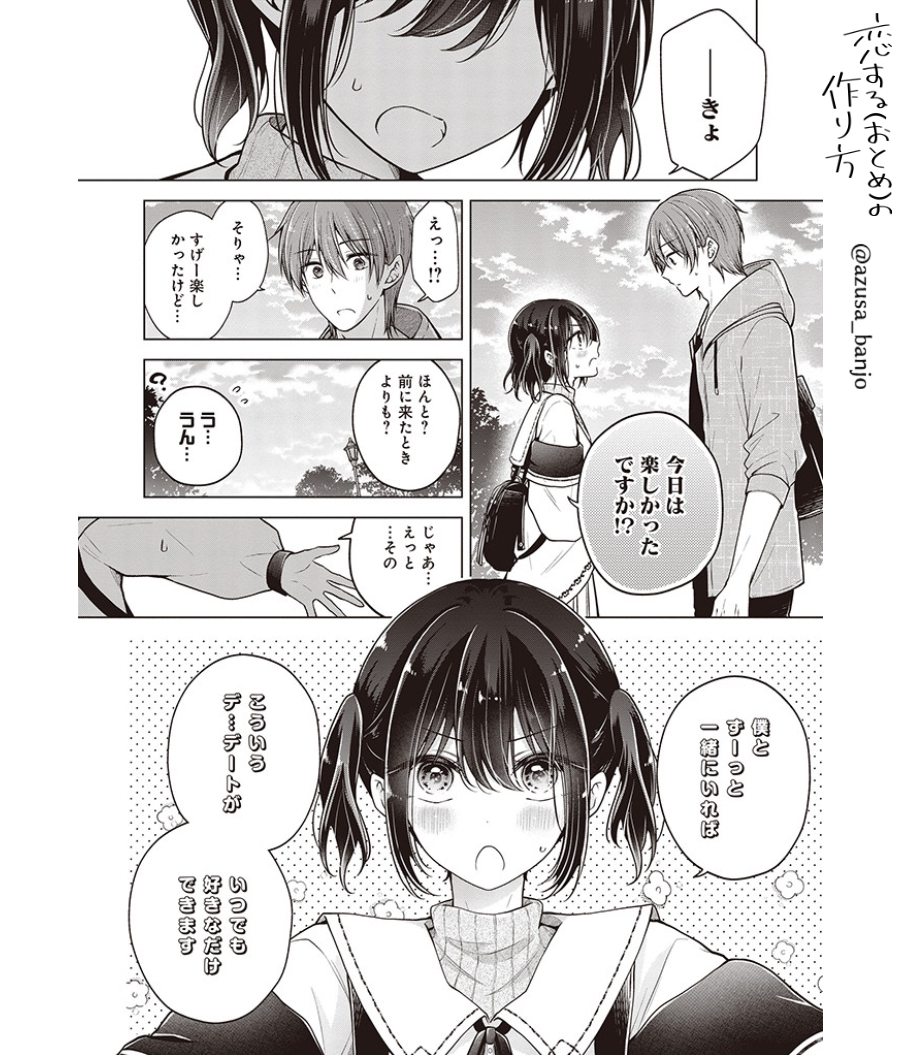 恋する(おとめ)の
作り方
@azusa_banjo
――きょ
今日は
楽しかった
ですか!?
えっ…!?
そりゃ…
すげー楽し
かったけど…
ほんと?
前に来たとき
よりも?
う…
うん…
じゃあ…
えっと
…その
僕と
ずーっと
一緒にいれば
こういう
デ…デートが
いつでも
好きなだけ
できます